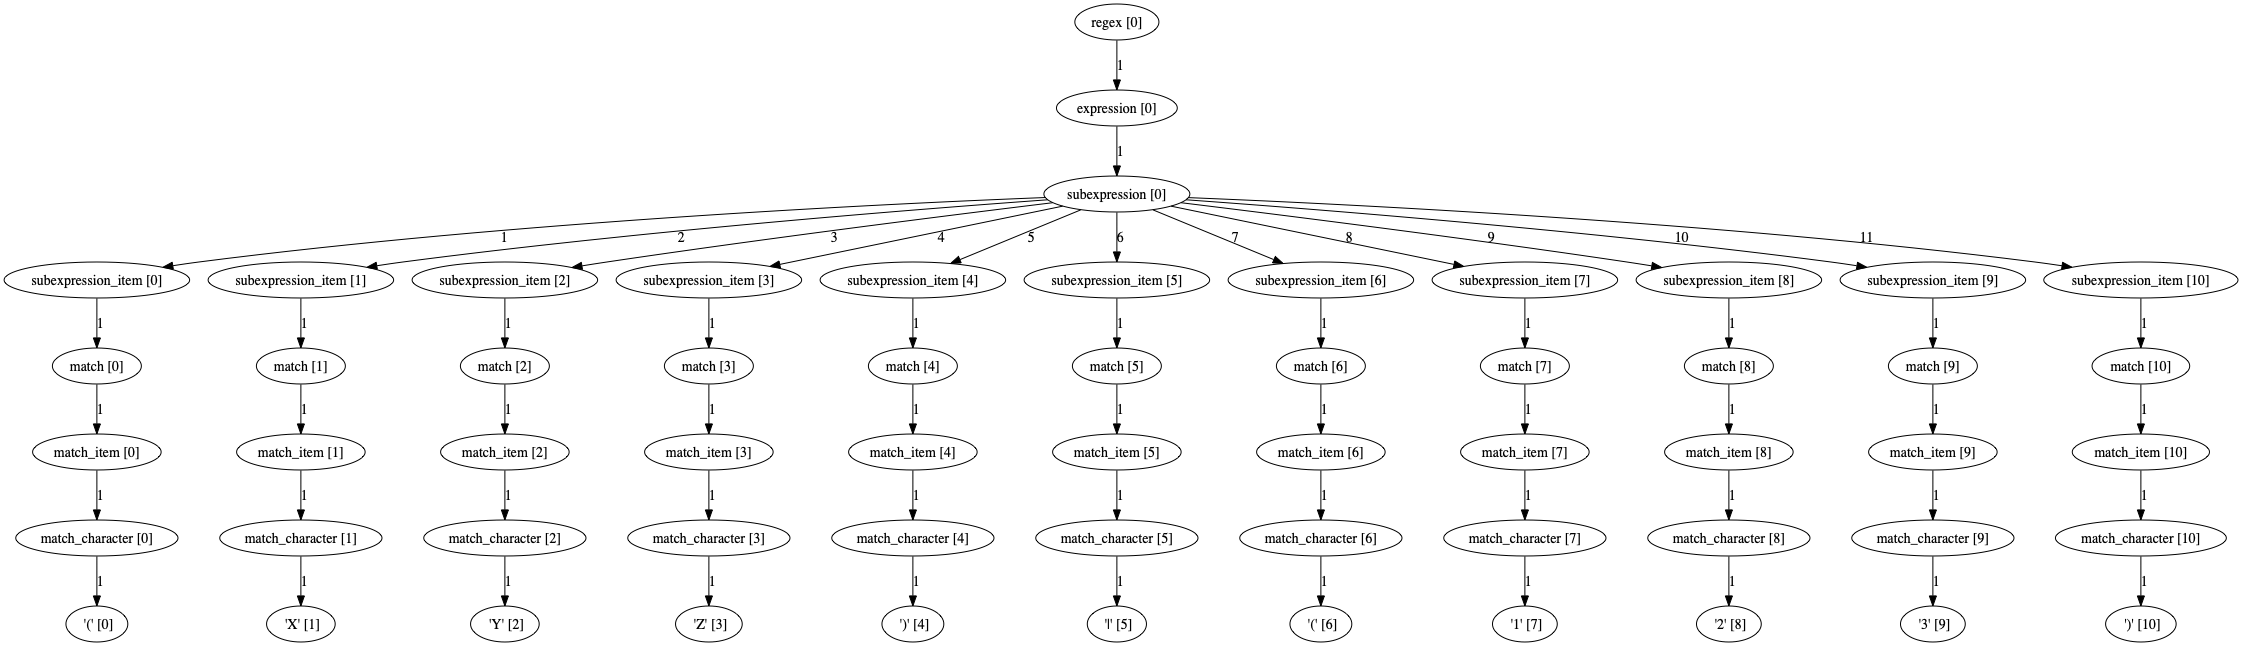 regex [0]
1
expression [0]
1
subexpression [0]
1 2 3 4 5 6 7 8 9 10 11
subexpression_item [0] subexpression_item [1] subexpression_item [2] subexpression_item [3] subexpression_item [4] subexpression_item [5] subexpression_item [6] subexpression_item [7] subexpression_item [8] subexpression_item [9] subexpression_item [10]
1 1 1 1 1 1 1 1 1 1 1
match [0] match [1] match [2] match [3] match [4] match [5] match [6] match [7] match [8] match [9] match [10]
1 1 1 1 1 1 1 1 1 1 1
match_item [0] match_item [1] match_item [2] match_item [3] match_item [4] match_item [5] match_item [6] match_item [7] match_item [8] match_item [9] match_item [10]
1 1 1 1 1 1 1 1 1 1 1
match_character [0] match_character [1] match_character [2] match_character [3] match_character [4] match_character [5] match_character [6] match_character [7] match_character [8] match_character [9] match_character [10]
1 1 1 1 1 1 1 1 1 1 1
'(' [0] 'X' [1] 'Y' [2] 'Z' [3] ')' [4] '|' [5] '(' [6] '1' [7] '2' [8] '3' [9] ')' [10]